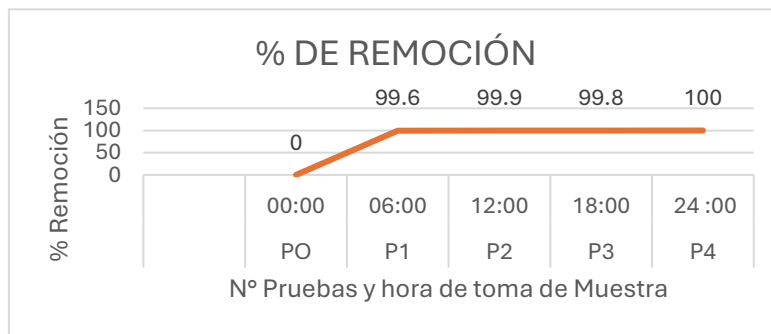 % DE REMOCIÓN
% Remoción
150
100
50
0
0
99.6
99.9
99.8
100
00:00 06:00 12:00 18:00 24 :00
PO P1 P2 P3 P4
Nº Pruebas y hora de toma de Muestra